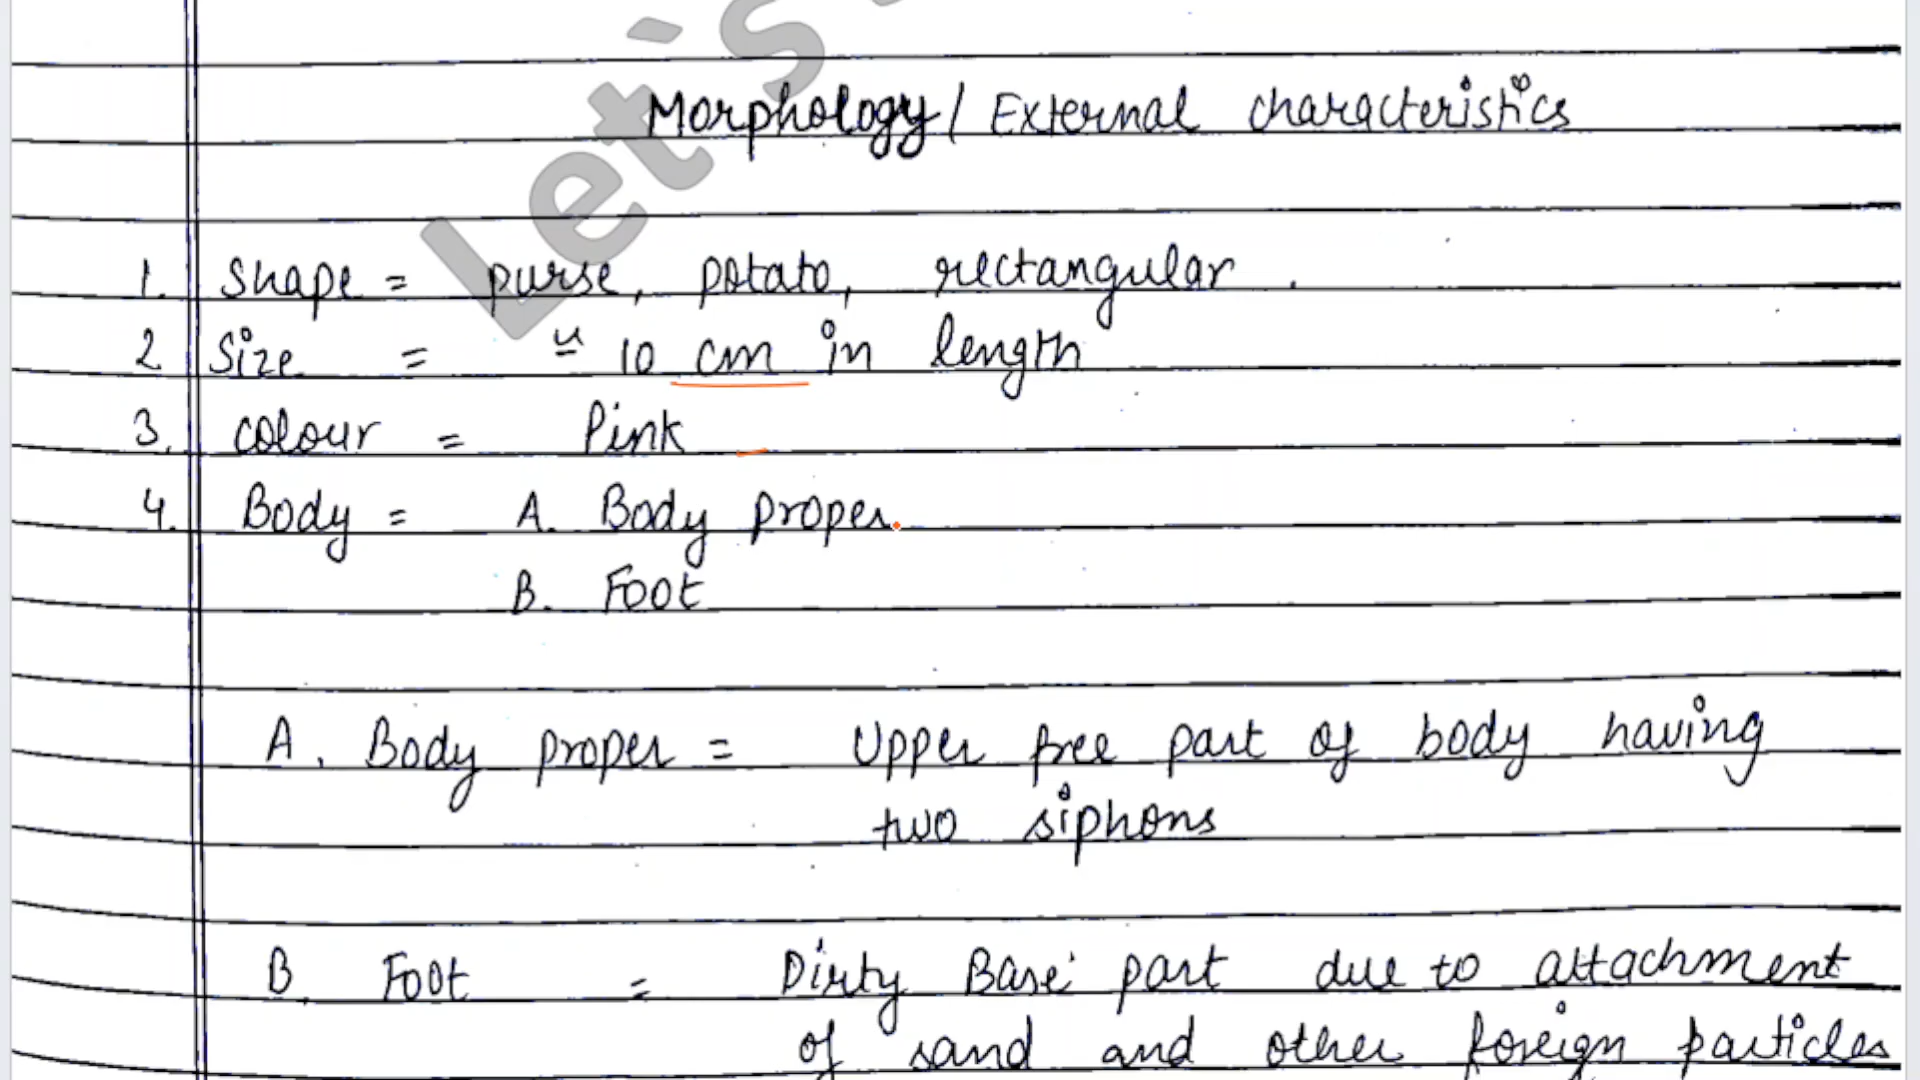 Let's
Morphology / External characteristics
1. Shape = purse, potato, rectangular.
2 Size = ≃ 10 cm in length
3. colour = Pink
4. Body = A. Body proper.
B. Foot
A. Body proper = Upper free part of body having
two siphons
B. Foot = Dirty Base part due to attachment
of sand and other foreign particles